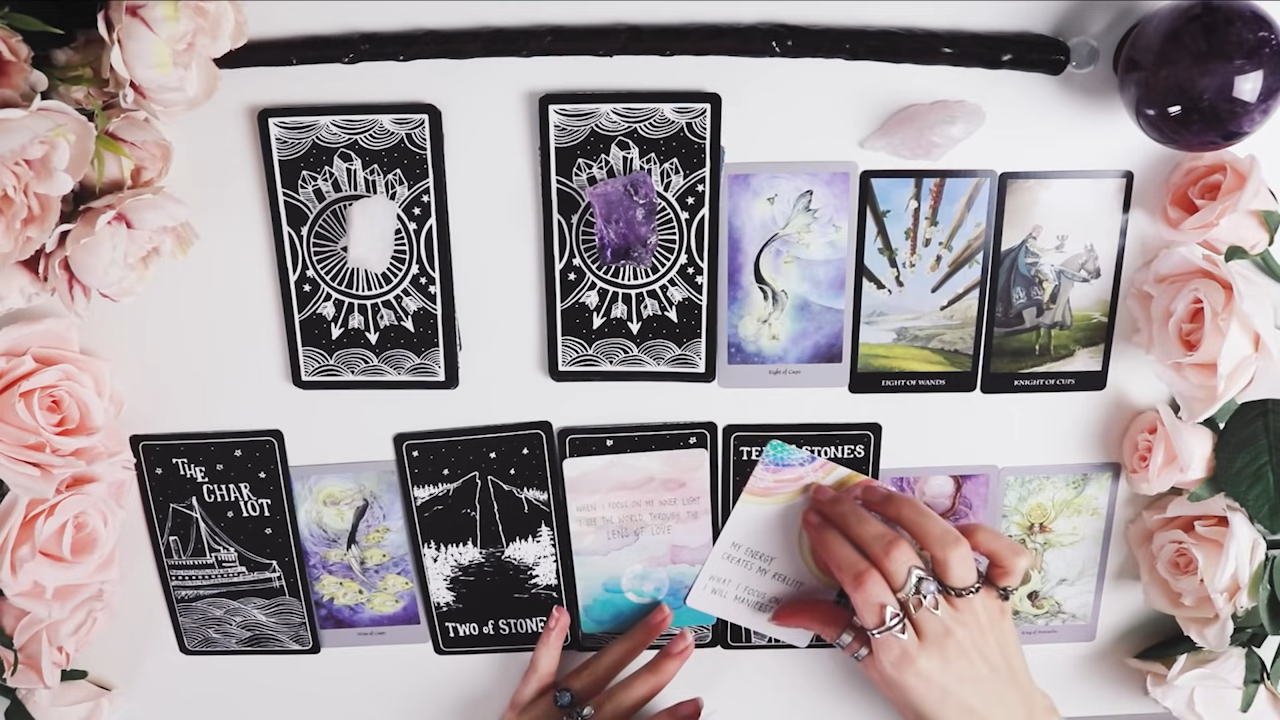 Eight of Cups
EIGHT OF WANDS
KNIGHT OF CUPS
THE
CHAR
IOT
TWO of STONES
WHEN I FOCUS ON MY INNER LIGHT
I SEE THE WORLD THROUGH THE
LENS OF LOVE
STONES
MY ENERGY
CREATES MY REALITY
WHAT I FOCUS ON
I WILL MANIFEST